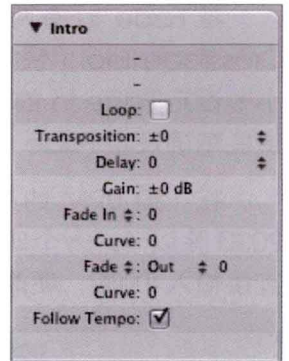 ▼ Intro
-
-
Loop:
Transposition: ±0
Delay: 0
Gain: ±0 dB
Fade In: 0
Curve: 0
Fade: Out 0
Curve: 0
Follow Tempo: ✓